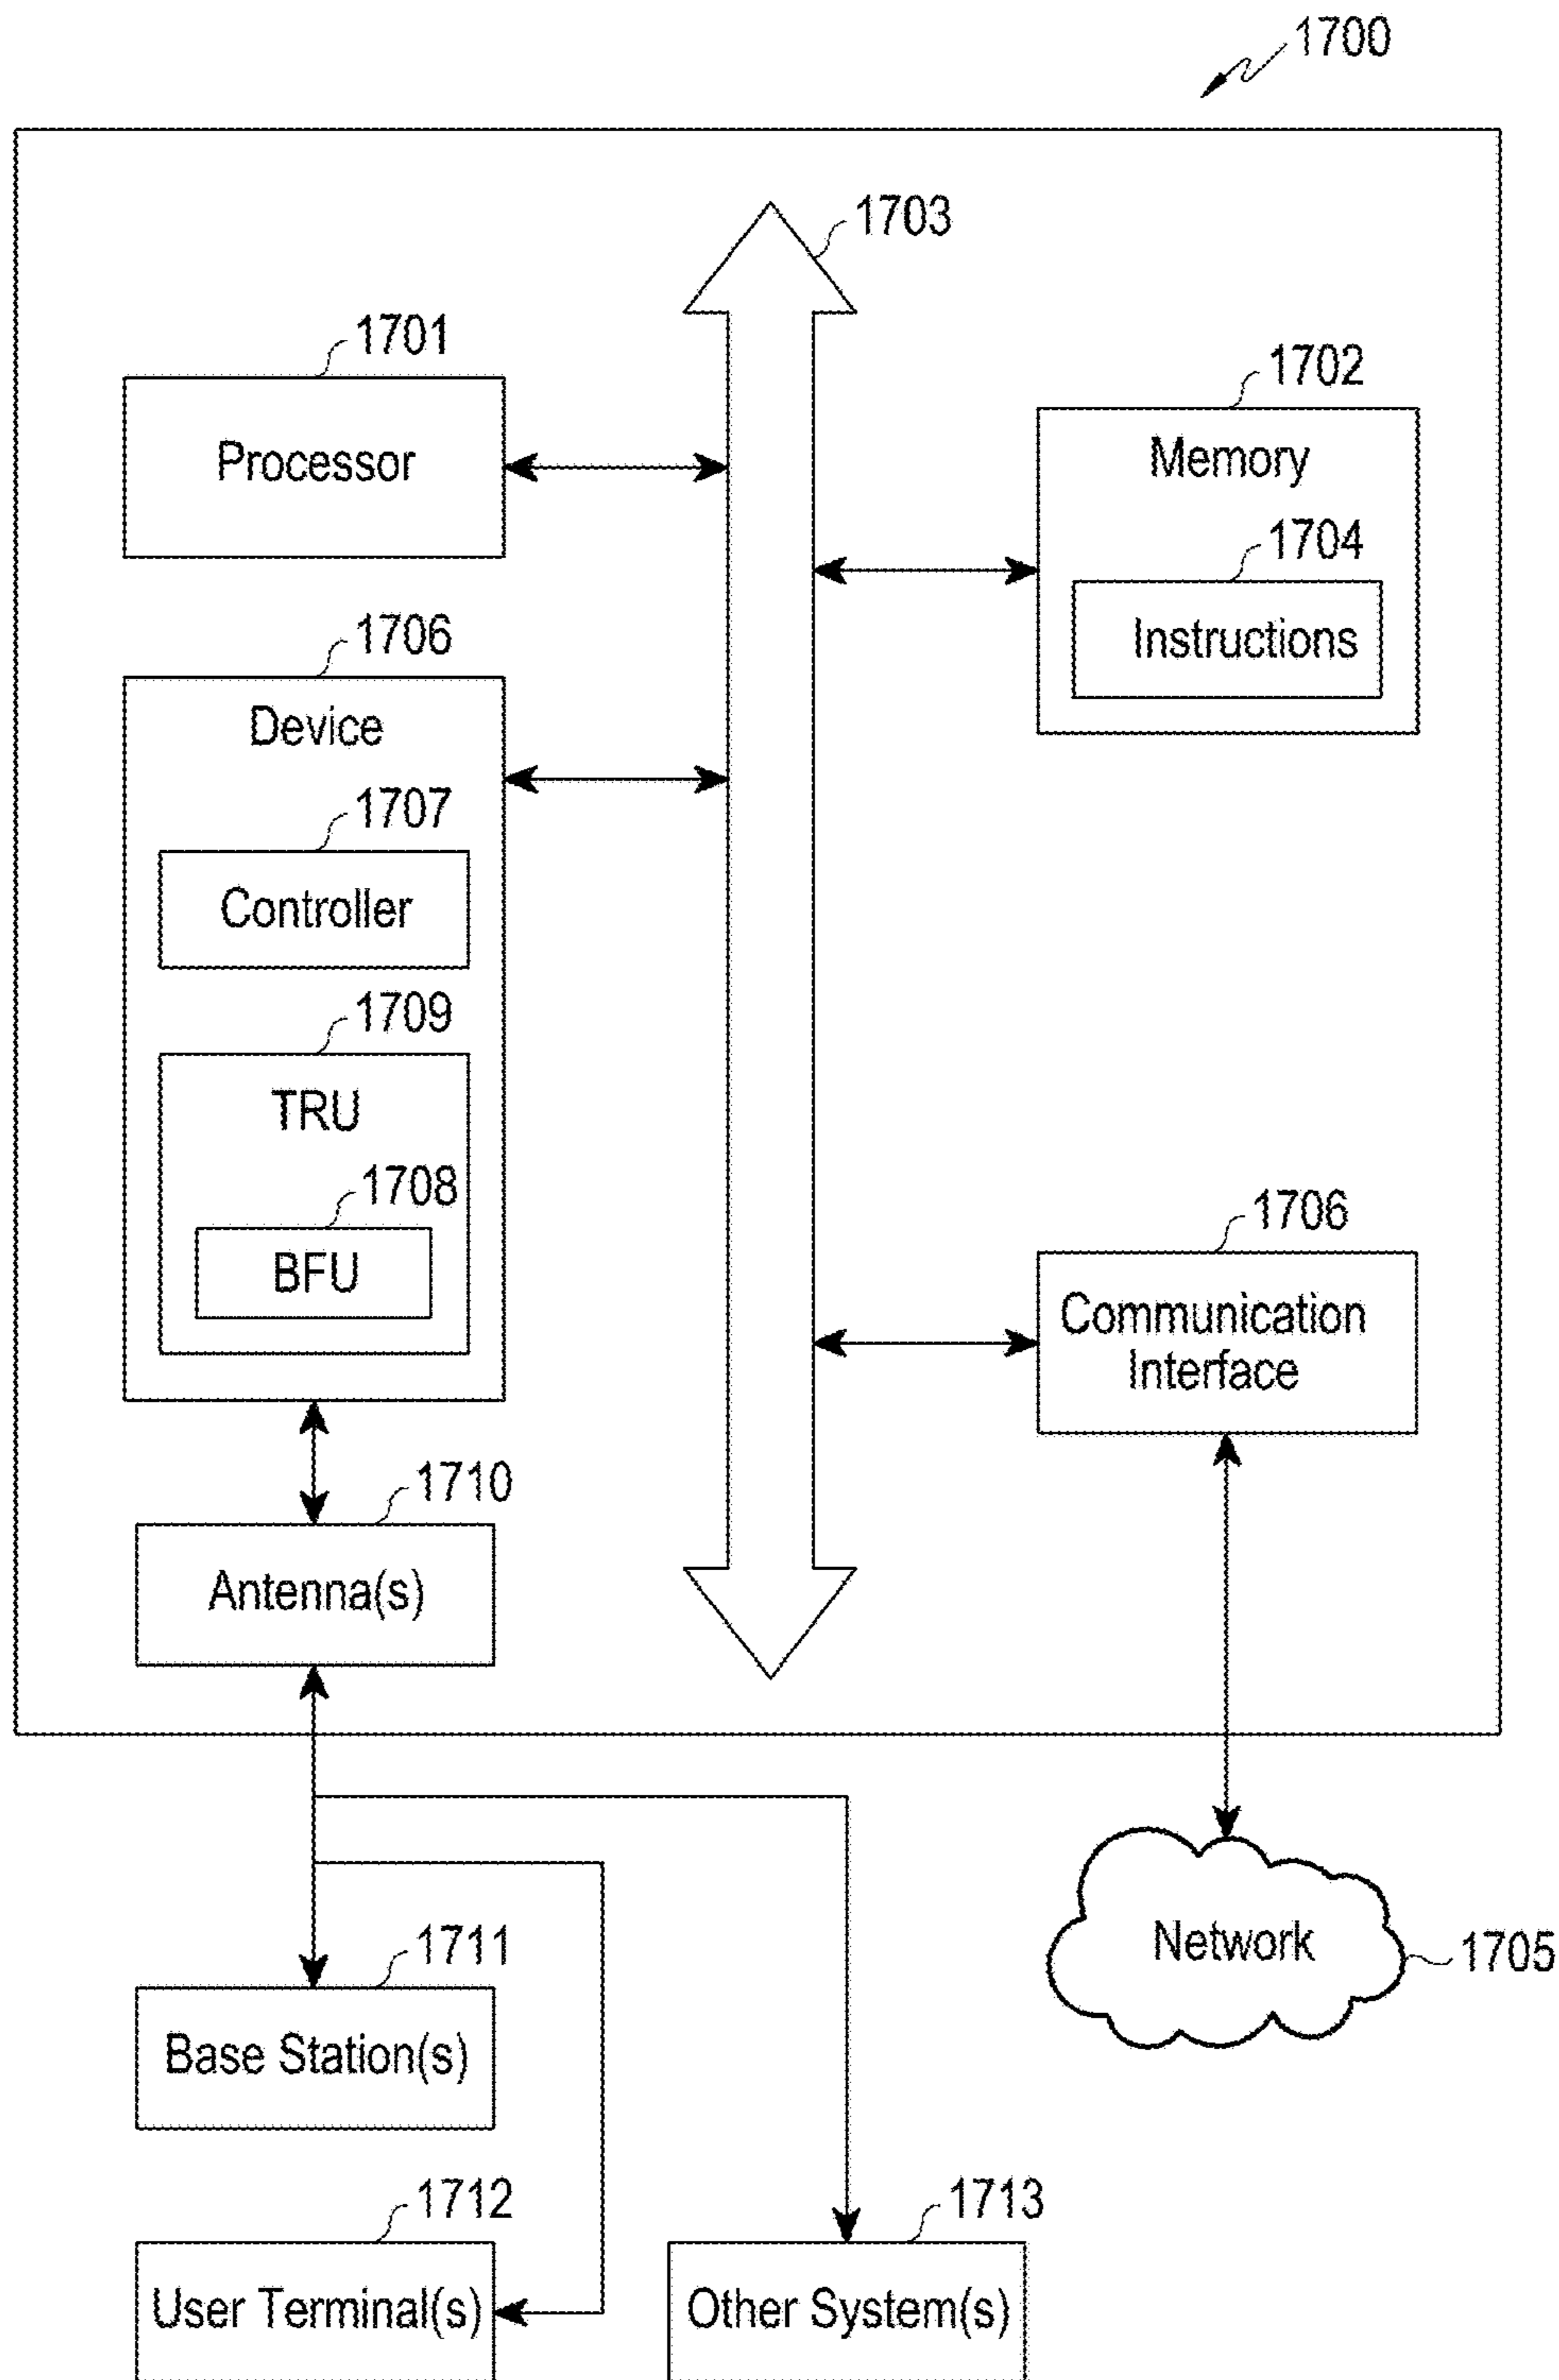 1700
1703
1701
Processor
1702
Memory
1704
Instructions
1706
Device
1707
Controller
1709
TRU
1708
BFU
1706
Communication
Interface
1710
Antenna(s)
1711
Base Station(s)
Network
1705
1712
User Terminal(s)
1713
Other System(s)